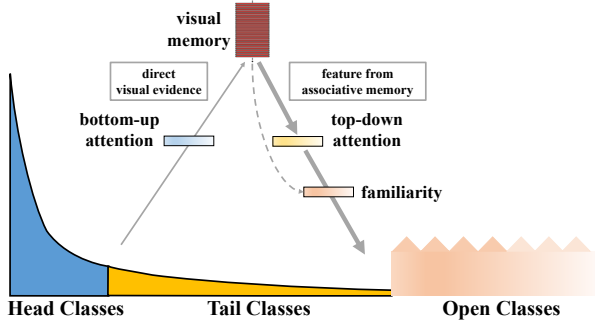 visual
memory
direct
visual evidence
feature from
associative memory
bottom-up
attention
top-down
attention
familiarity
Head Classes
Tail Classes
Open Classes